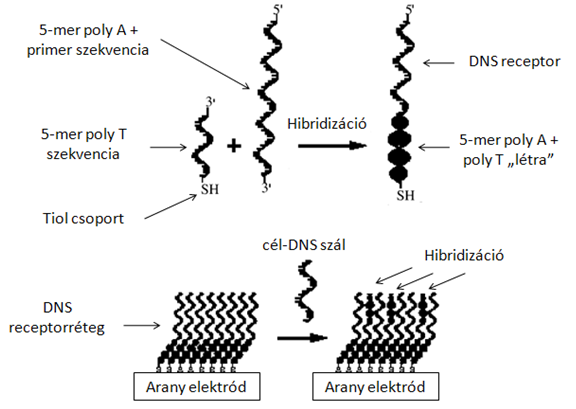 5'
5'
5-mer poly A +
primer szekvencia
DNS receptor
3'
5-mer poly T
szekvencia
Hibridizáció
5-mer poly A +
poly T „létra”
SH
3'
SH
Tiol csoport
cél-DNS szál
Hibridizáció
DNS
receptorréteg
Arany elektród
Arany elektród